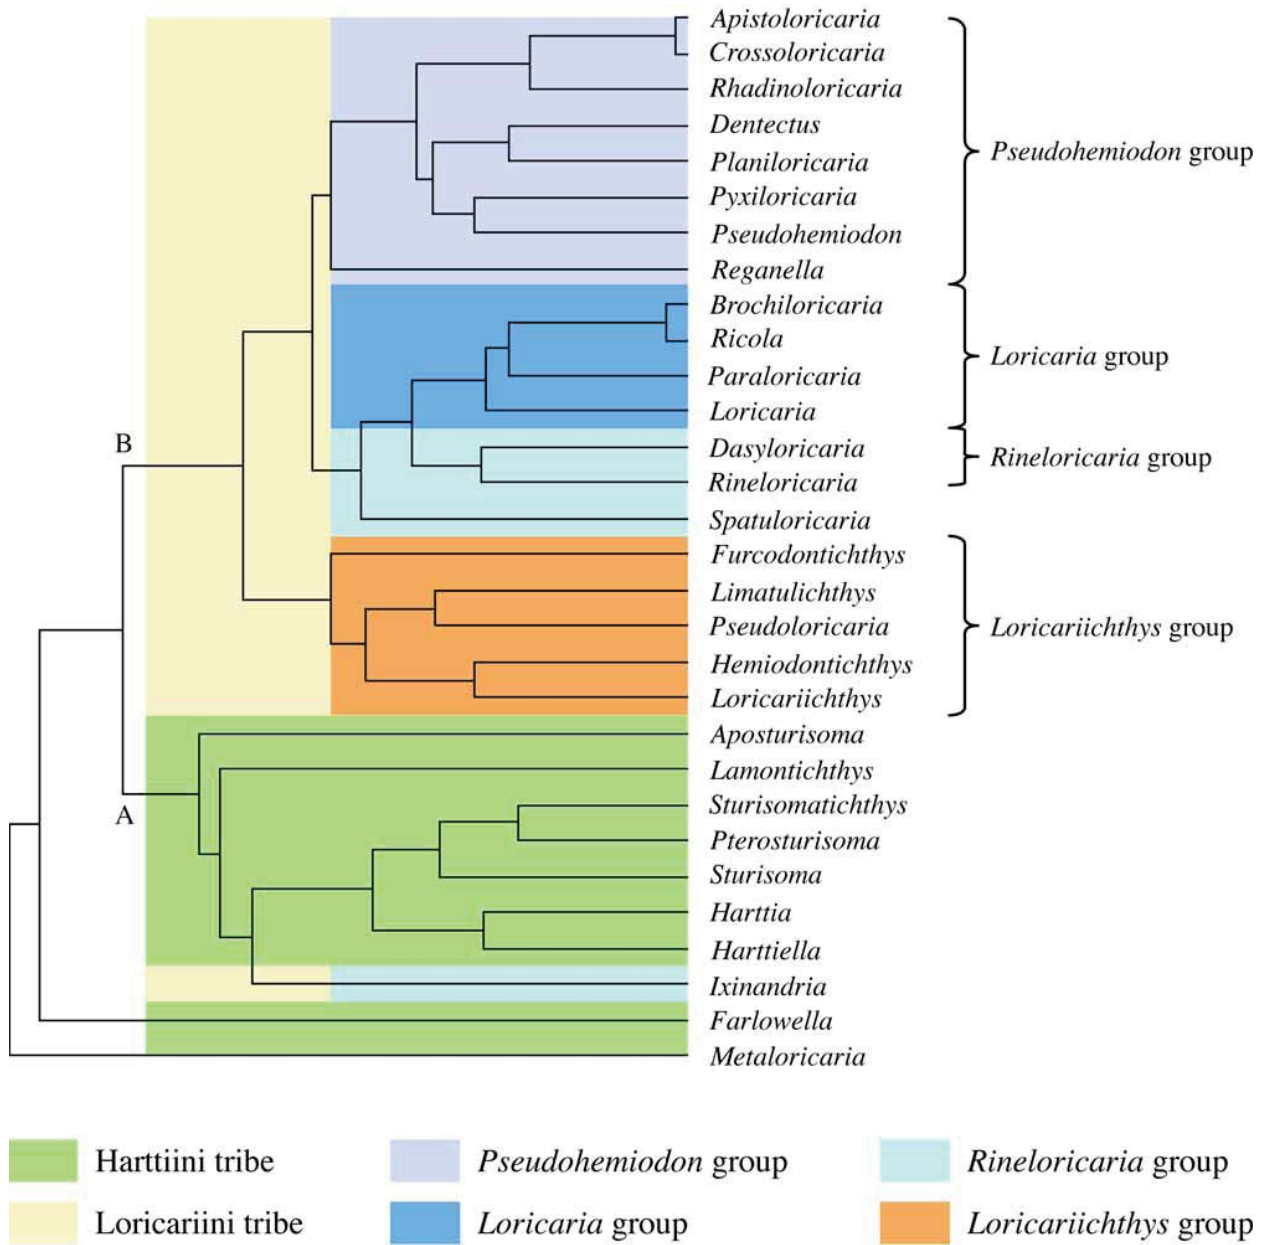 Apistoloricaria
Crossoloricaria
Rhadinoloricaria
Dentectus
Planiloricaria
Pyxiloricaria
Pseudohemiodon
Reganella
Pseudohemiodon group
Brochiloricaria
Ricola
Paraloricaria
Loricaria
Loricaria group
Dasyloricaria
Rineloricaria
Rineloricaria group
Spatuloricaria
Furcodontichthys
Limatulichthys
Pseudoloricaria
Hemiodontichthys
Loricariichthys
Loricariichthys group
B
A
Aposturisoma
Lamontichthys
Sturisomatichthys
Pterosturisoma
Sturisoma
Harttia
Harttiella
Ixinandria
Farlowella
Metaloricaria
Harttiini tribe
Pseudohemiodon group
Rineloricaria group
Loricariini tribe
Loricaria group
Loricariichthys group